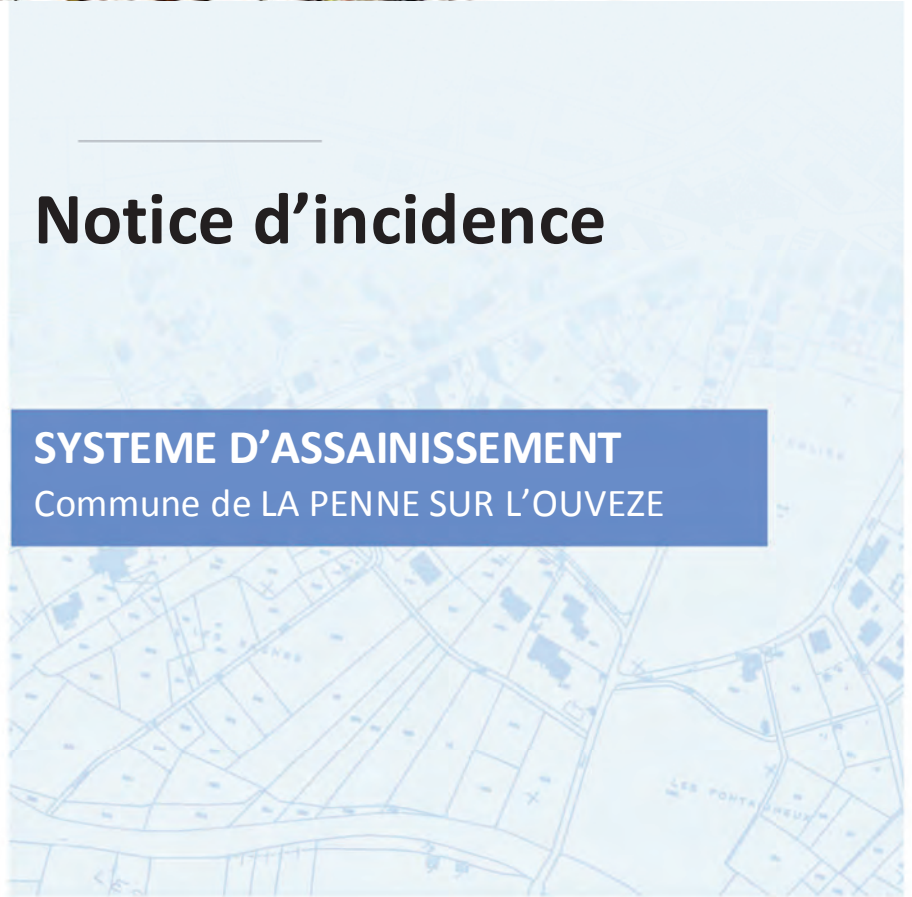 Notice d’incidence
SYSTEME D’ASSAINISSEMENT
Commune de LA PENNE SUR L’OUVEZE